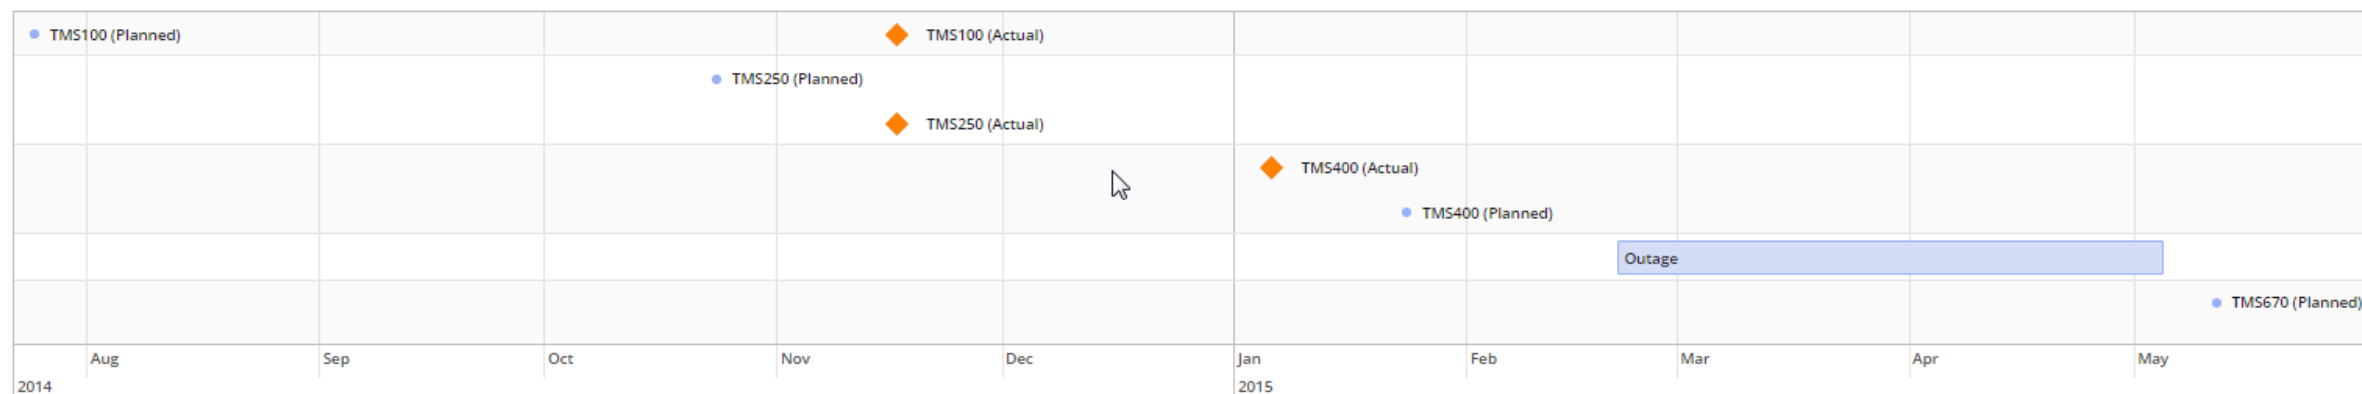 TMS100 (Planned)
TMS100 (Actual)
TMS250 (Planned)
TMS250 (Actual)
TMS400 (Actual)
TMS400 (Planned)
Outage
TMS670 (Planned)
Aug
Sep
Oct
Nov
Dec
Jan
Feb
Mar
Apr
May
2014
2015